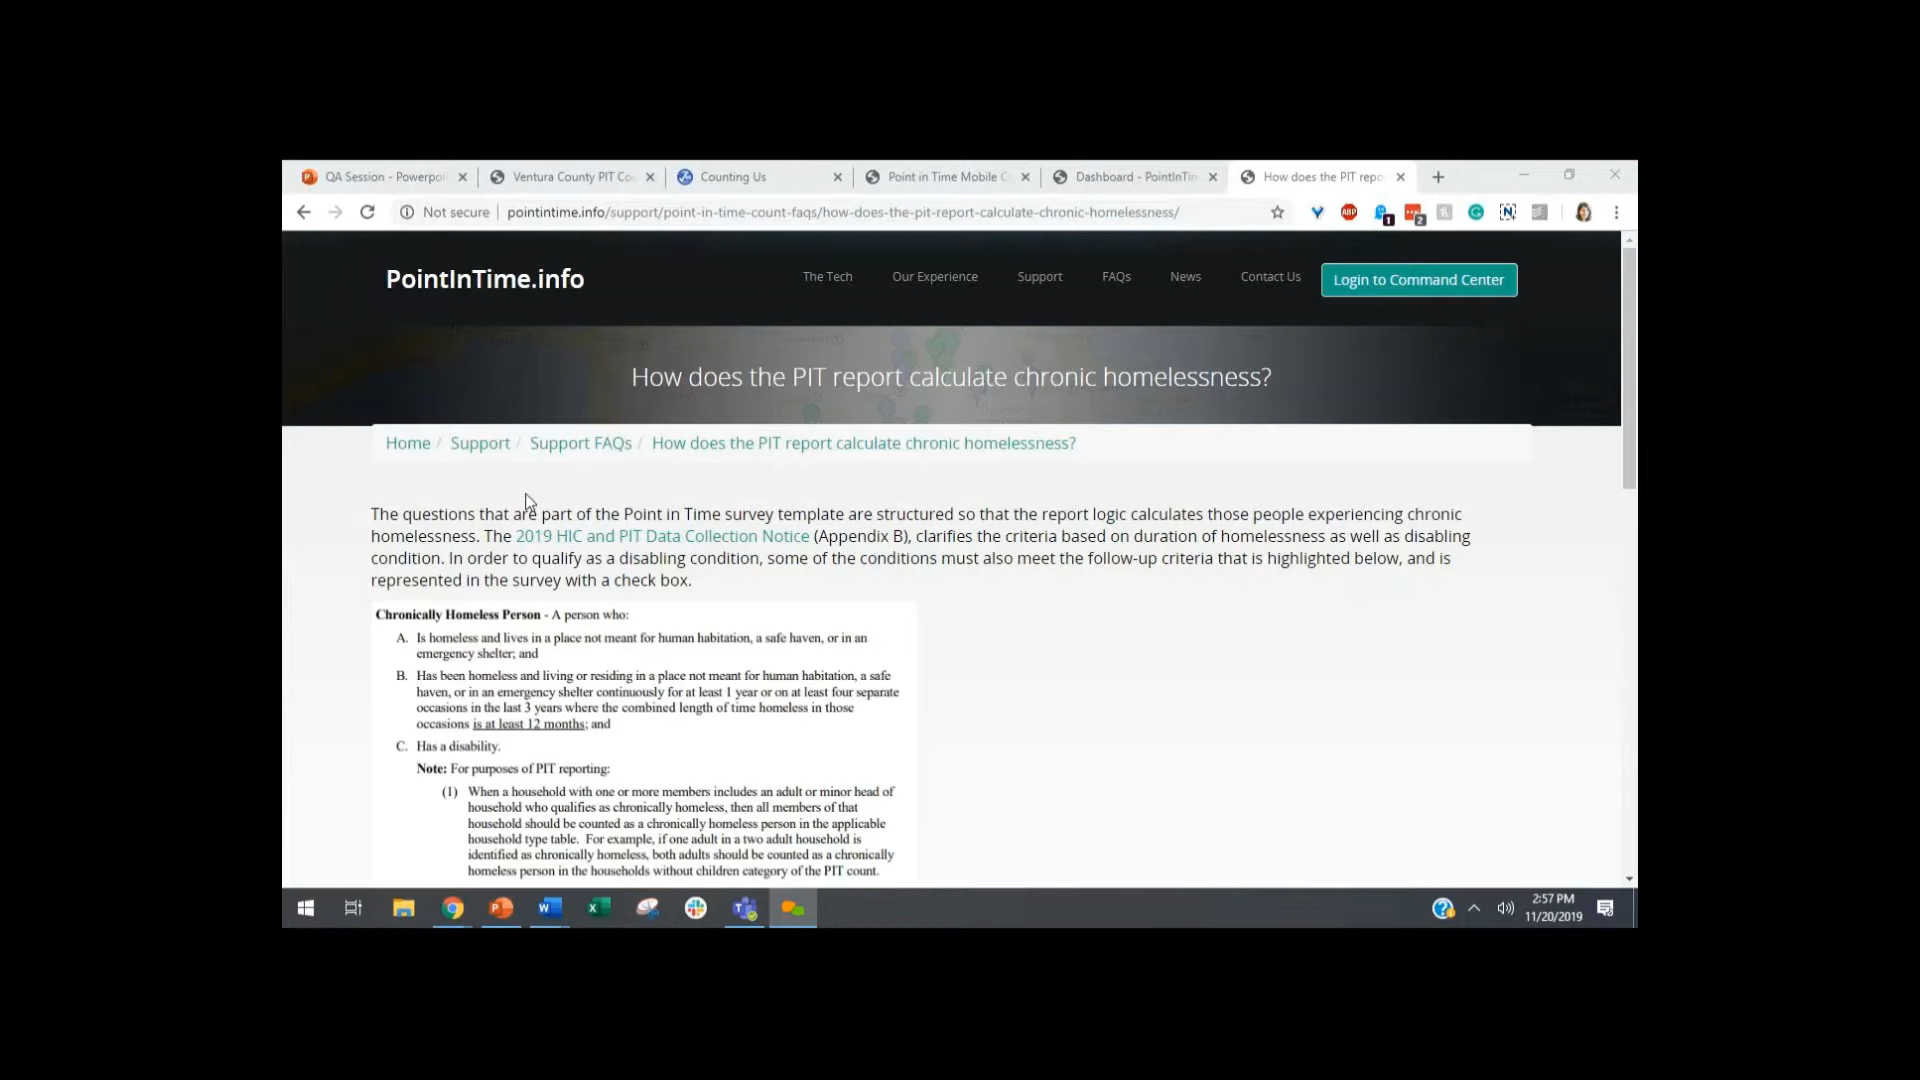 QA Session - Powerpoi
Ventura County PIT Co
Counting Us
Point in Time Mobile C
Dashboard - PointInTim
How does the PIT repo
Not secure
pointintime.info/support/point-in-time-count-faqs/how-does-the-pit-report-calculate-chronic-homelessness/
ABP
1
2
N
PointInTime.info
The Tech
Our Experience
Support
FAQs
News
Contact Us
Login to Command Center
How does the PIT report calculate chronic homelessness?
Home / Support / Support FAQs / How does the PIT report calculate chronic homelessness?
The questions that are part of the Point in Time survey template are structured so that the report logic calculates those people experiencing chronic
homelessness. The 2019 HIC and PIT Data Collection Notice (Appendix B), clarifies the criteria based on duration of homelessness as well as disabling
condition. In order to qualify as a disabling condition, some of the conditions must also meet the follow-up criteria that is highlighted below, and is
represented in the survey with a check box.
Chronically Homeless Person - A person who:
A. Is homeless and lives in a place not meant for human habitation, a safe haven, or in an
emergency shelter; and
B. Has been homeless and living or residing in a place not meant for human habitation, a safe
haven, or in an emergency shelter continuously for at least 1 year or on at least four separate
occasions in the last 3 years where the combined length of time homeless in those
occasions is at least 12 months; and
C. Has a disability.
Note: For purposes of PIT reporting:
(1) When a household with one or more members includes an adult or minor head of
household who qualifies as chronically homeless, then all members of that
household should be counted as a chronically homeless person in the applicable
household type table. For example, if one adult in a two adult household is
identified as chronically homeless, both adults should be counted as a chronically
homeless person in the households without children category of the PIT count.
2:57 PM
11/20/2019